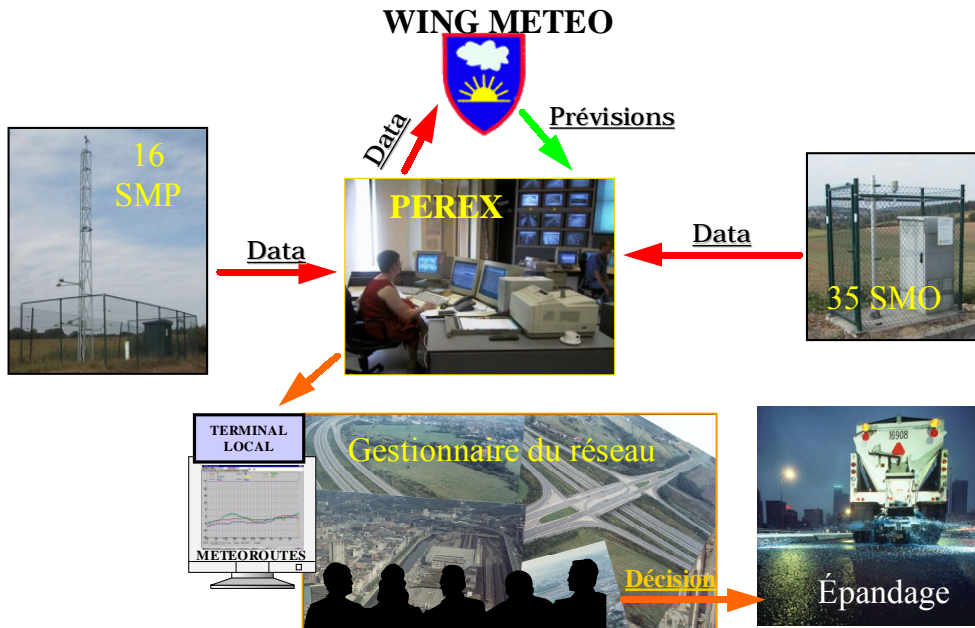 WING METEO
Data
Prévisions
16
SMP
PEREX
Data
Data
35 SMO
TERMINAL
LOCAL
Gestionnaire du réseau
METEOROUTES
Décision
16908
Épandage